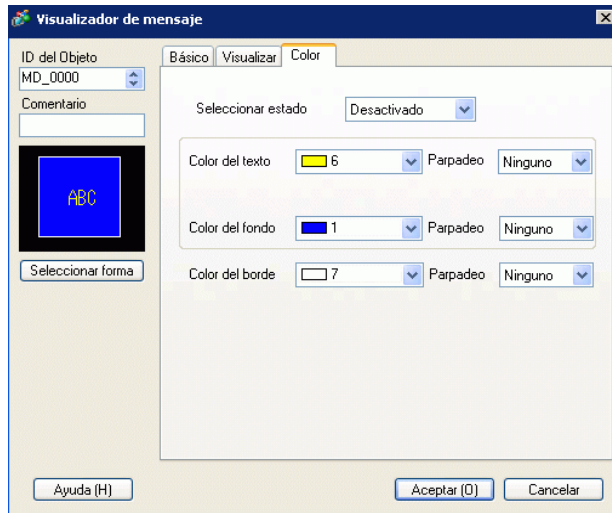 Visualizador de mensaje
ID del Objeto
MD_0000
Comentario
ABC
Seleccionar forma
Básico Visualizar Color
Seleccionar estado Desactivado
Color del texto 6 Parpadeo Ninguno
Color del fondo 1 Parpadeo Ninguno
Color del borde 7 Parpadeo Ninguno
Ayuda (H) Aceptar (O) Cancelar